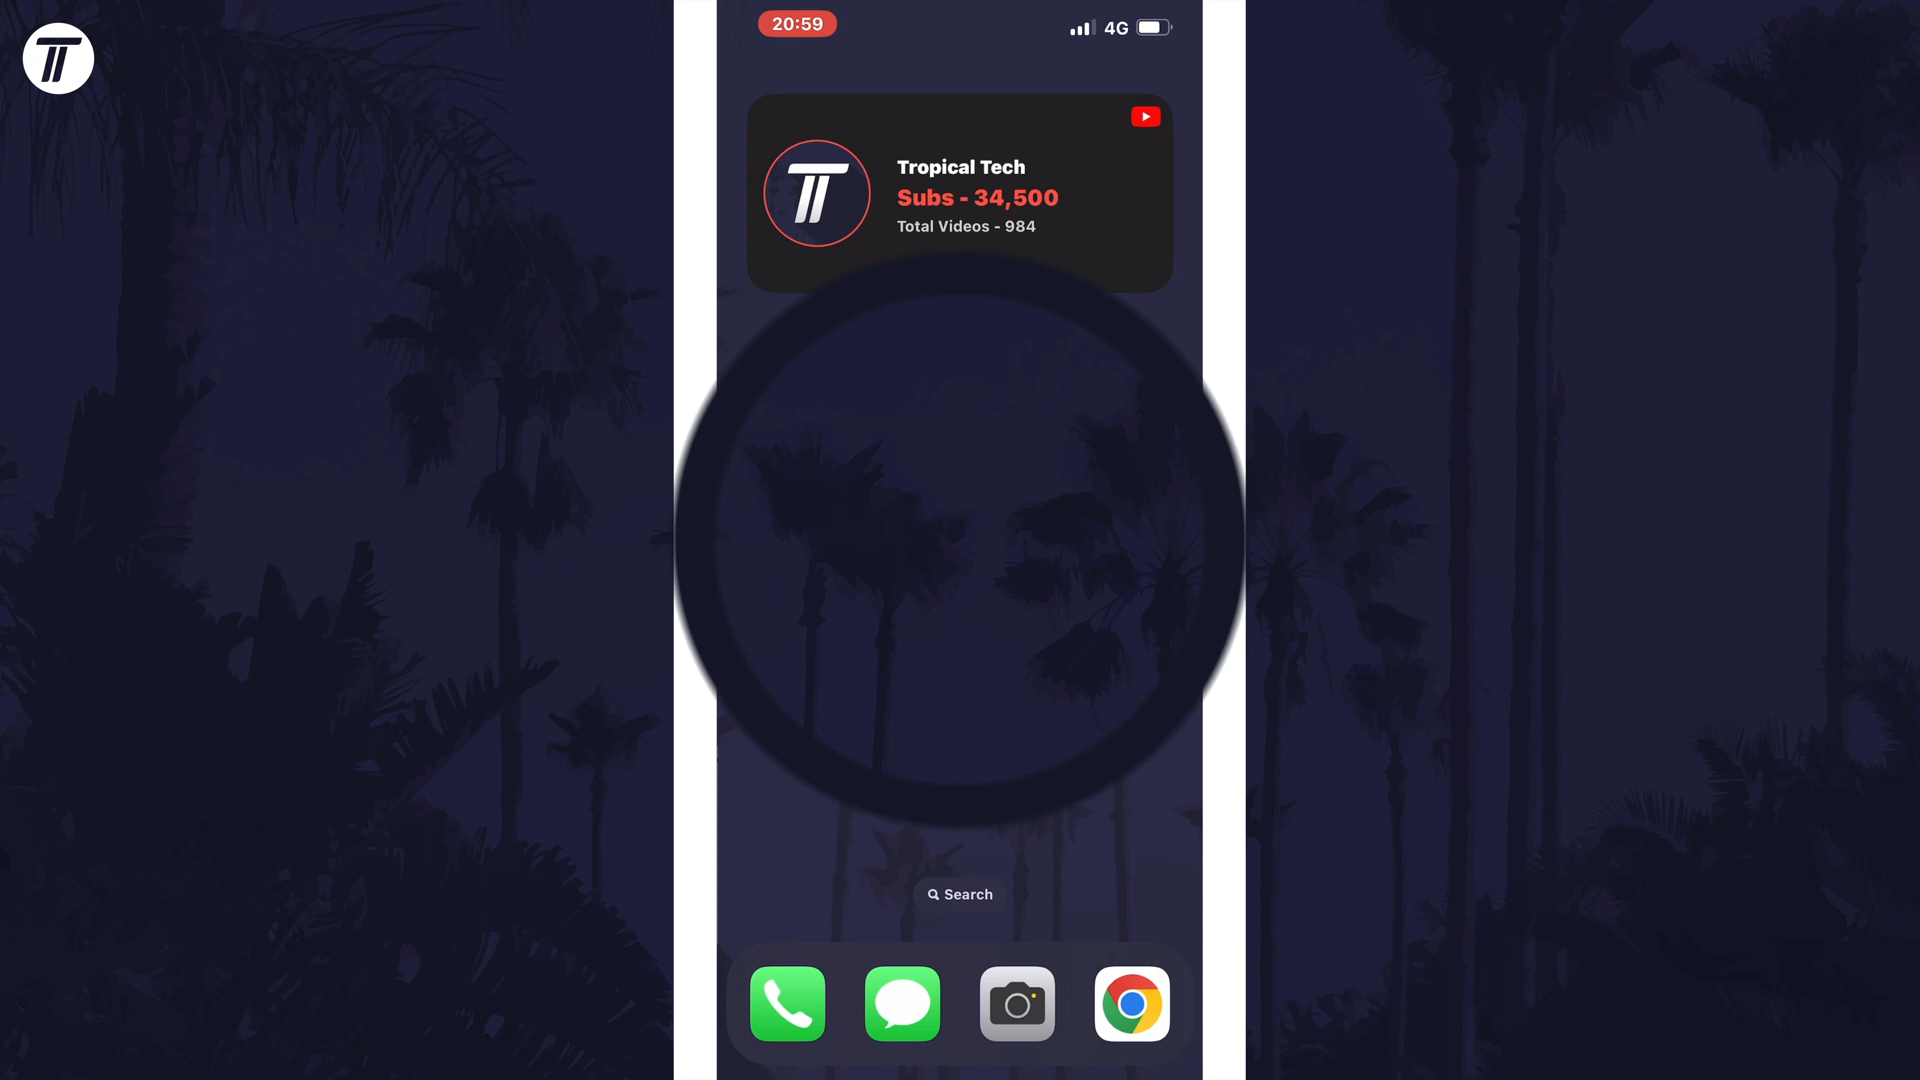 20:59
4G
Tropical Tech
Subs - 34,500
Total Videos - 984
Search